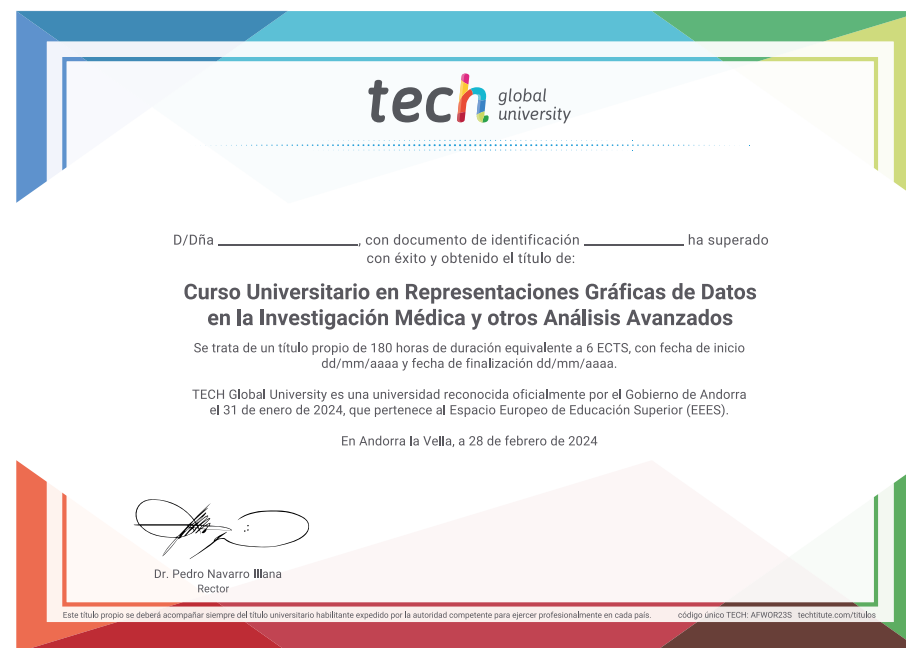 tech global university
D/Dña ____________________, con documento de identificación ______________ ha superado
con éxito y obtenido el título de:
Curso Universitario en Representaciones Gráficas de Datos
en la Investigación Médica y otros Análisis Avanzados
Se trata de un título propio de 180 horas de duración equivalente a 6 ECTS, con fecha de inicio
dd/mm/aaaa y fecha de finalización dd/mm/aaaa.
TECH Global University es una universidad reconocida oficialmente por el Gobierno de Andorra
el 31 de enero de 2024, que pertenece al Espacio Europeo de Educación Superior (EEES).
En Andorra la Vella, a 28 de febrero de 2024
Dr. Pedro Navarro Illana
Rector
Este título propio se deberá acompañar siempre del título universitario habilitante expedido por la autoridad competente para ejercer profesionalmente en cada país. código único TECH: AFWOR23S techtitute.com/titulos